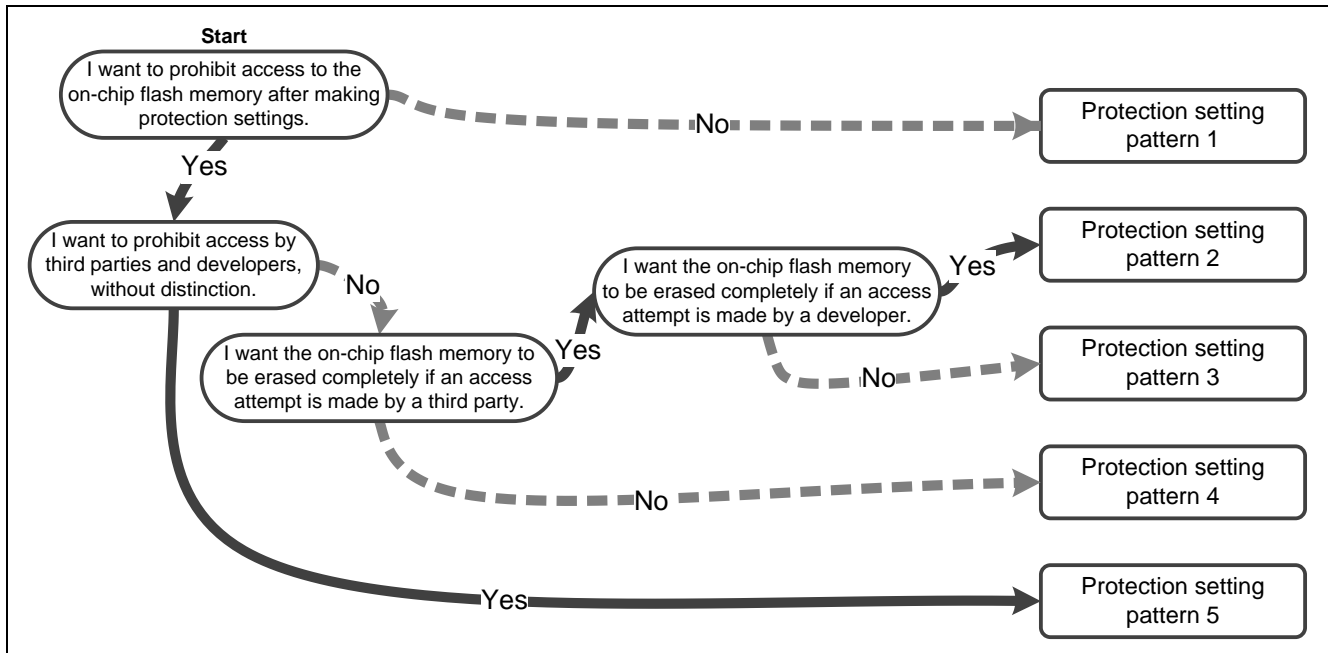 Start
I want to prohibit access to the
on-chip flash memory after making
protection settings.
No
Protection setting
pattern 1
Yes
I want to prohibit access by
third parties and developers,
without distinction.
No
I want the on-chip flash memory
to be erased completely if an access
attempt is made by a developer.
Yes
Protection setting
pattern 2
I want the on-chip flash memory to
be erased completely if an access
attempt is made by a third party.
Yes
No
Protection setting
pattern 3
No
Protection setting
pattern 4
Yes
Protection setting
pattern 5